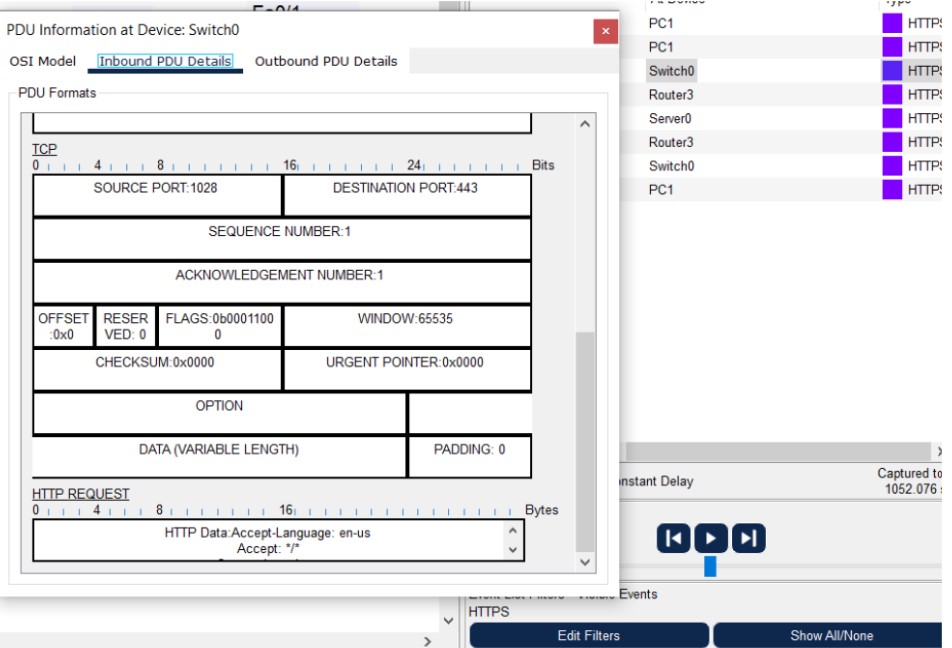 Fa0/1
PDU Information at Device: Switch0
OSI Model Inbound PDU Details Outbound PDU Details
PDU Formats
TCP
0 4 8 16 24 Bits
SOURCE PORT:1028 DESTINATION PORT:443
SEQUENCE NUMBER:1
ACKNOWLEDGEMENT NUMBER:1
OFFSET
:0x0
RESER
VED: 0
FLAGS:0b0001100
0
WINDOW:65535
CHECKSUM:0x0000 URGENT POINTER:0x0000
OPTION
DATA (VARIABLE LENGTH) PADDING: 0
HTTP REQUEST
0 4 8 16 Bytes
HTTP Data:Accept-Language: en-us
Accept: */*
At Device Type
PC1 HTTPS
PC1 HTTPS
Switch0 HTTPS
Router3 HTTPS
Server0 HTTPS
Router3 HTTPS
Switch0 HTTPS
PC1 HTTPS
nstant Delay
Captured to
1052.076 s
Event List Filters - Visible Events
HTTPS
Edit Filters Show All/None